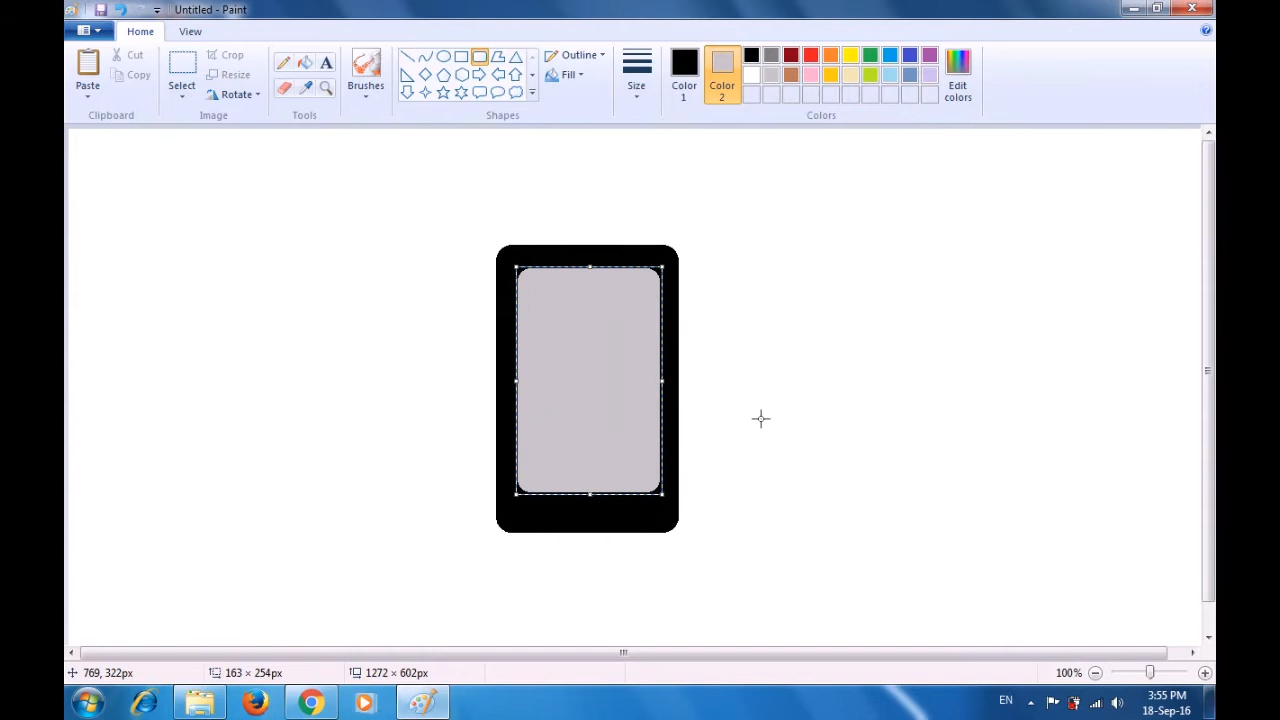 Untitled - Paint
Home View
Paste Cut Copy
Clipboard
Select Crop Resize Rotate
Image
A
Tools
Brushes
Outline Fill
Shapes
Size
Color 1
Color 2
Edit colors
Colors
769, 322px 163 × 254px 1272 × 602px 100%
EN 3:55 PM
18-Sep-16